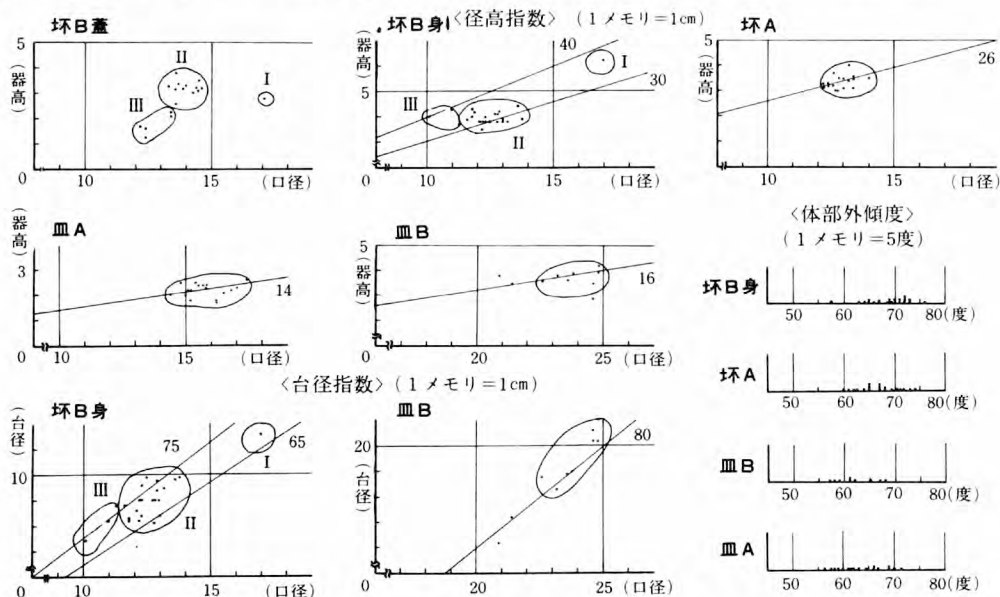 〈径高指数〉 (1メモリ=1cm)
坏B蓋
5
(器高)
0
10
15
(口径)
I
II
III
坏B身
40
30
5
(器高)
0
10
15
(口径)
I
II
III
坏A
5
(器高)
0
10
15
(口径)
26
皿A
(器高)
3
0
10
15
(口径)
14
皿B
5
(器高)
0
20
25
(口径)
16
〈台径指数〉 (1メモリ=1cm)
坏B身
(台径)
10
0
10
15
(口径)
75
65
I
II
III
皿B
20
(台径)
0
20
25
(口径)
80
〈体部外傾度〉
(1メモリ=5度)
坏B身
50 60 70 80(度)
坏A
50 60 70 80(度)
皿B
50 60 70 80(度)
皿A
50 60 70 80(度)